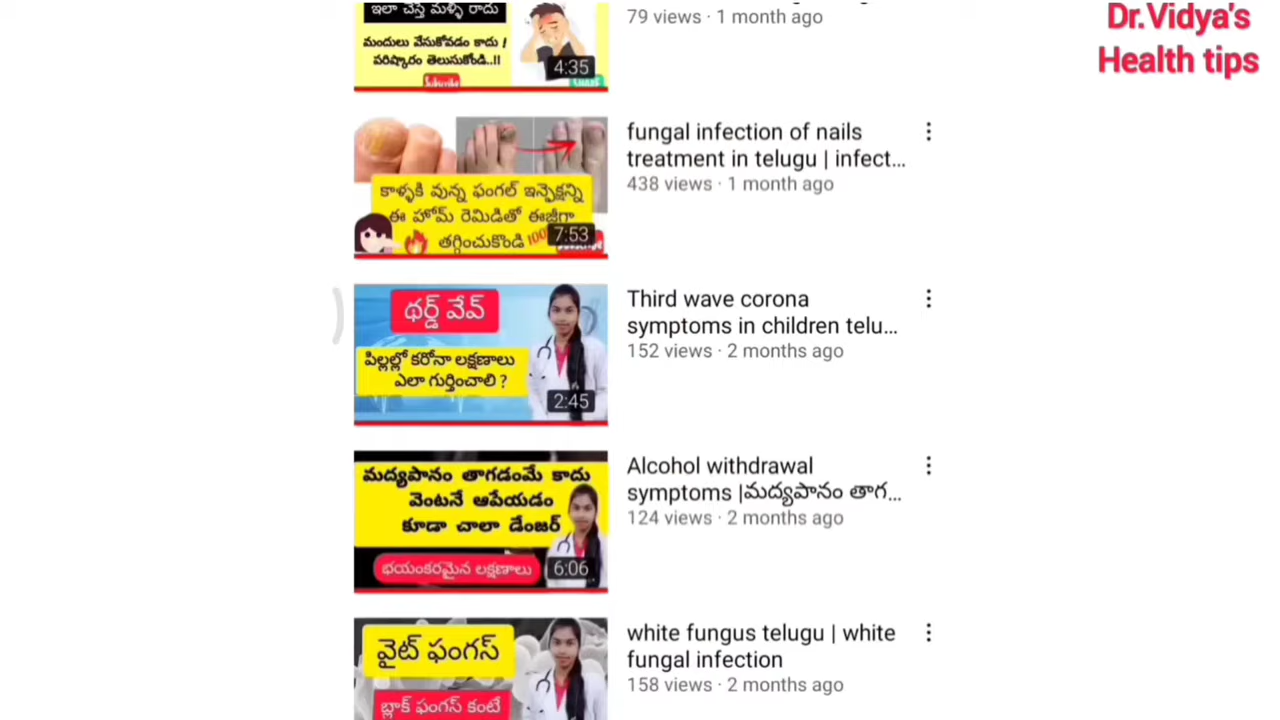 ఇలా చేస్తే మళ్ళీ రాదు
మందులు వేసుకోవడం కాదు !
పరిష్కారం తెలుసుకోండి..!!
4:35
79 views · 1 month ago
Dr.Vidya's
Health tips
fungal infection of nails
treatment in telugu | infect...
438 views · 1 month ago
కాళ్ళకి వున్న ఫంగల్ ఇన్ఫెక్షన్ని
ఈ హోమ్ రెమిడితో ఈజీగా
తగ్గించుకొండి 100
7:53
Third wave corona
symptoms in children telu...
152 views · 2 months ago
థర్డ్ వేవ్
పిల్లల్లో కరోనా లక్షణాలు
ఎలా గుర్తించాలి ?
2:45
Alcohol withdrawal
symptoms |మద్యపానం తాగ...
124 views · 2 months ago
మద్యపానం తాగడంమే కాదు
వెంటనే ఆపేయడం
కూడా చాలా డేంజర్
భయంకరమైన లక్షణాలు
6:06
white fungus telugu | white
fungal infection
158 views · 2 months ago
వైట్ ఫంగస్
బ్లాక్ ఫంగస్ కంటే